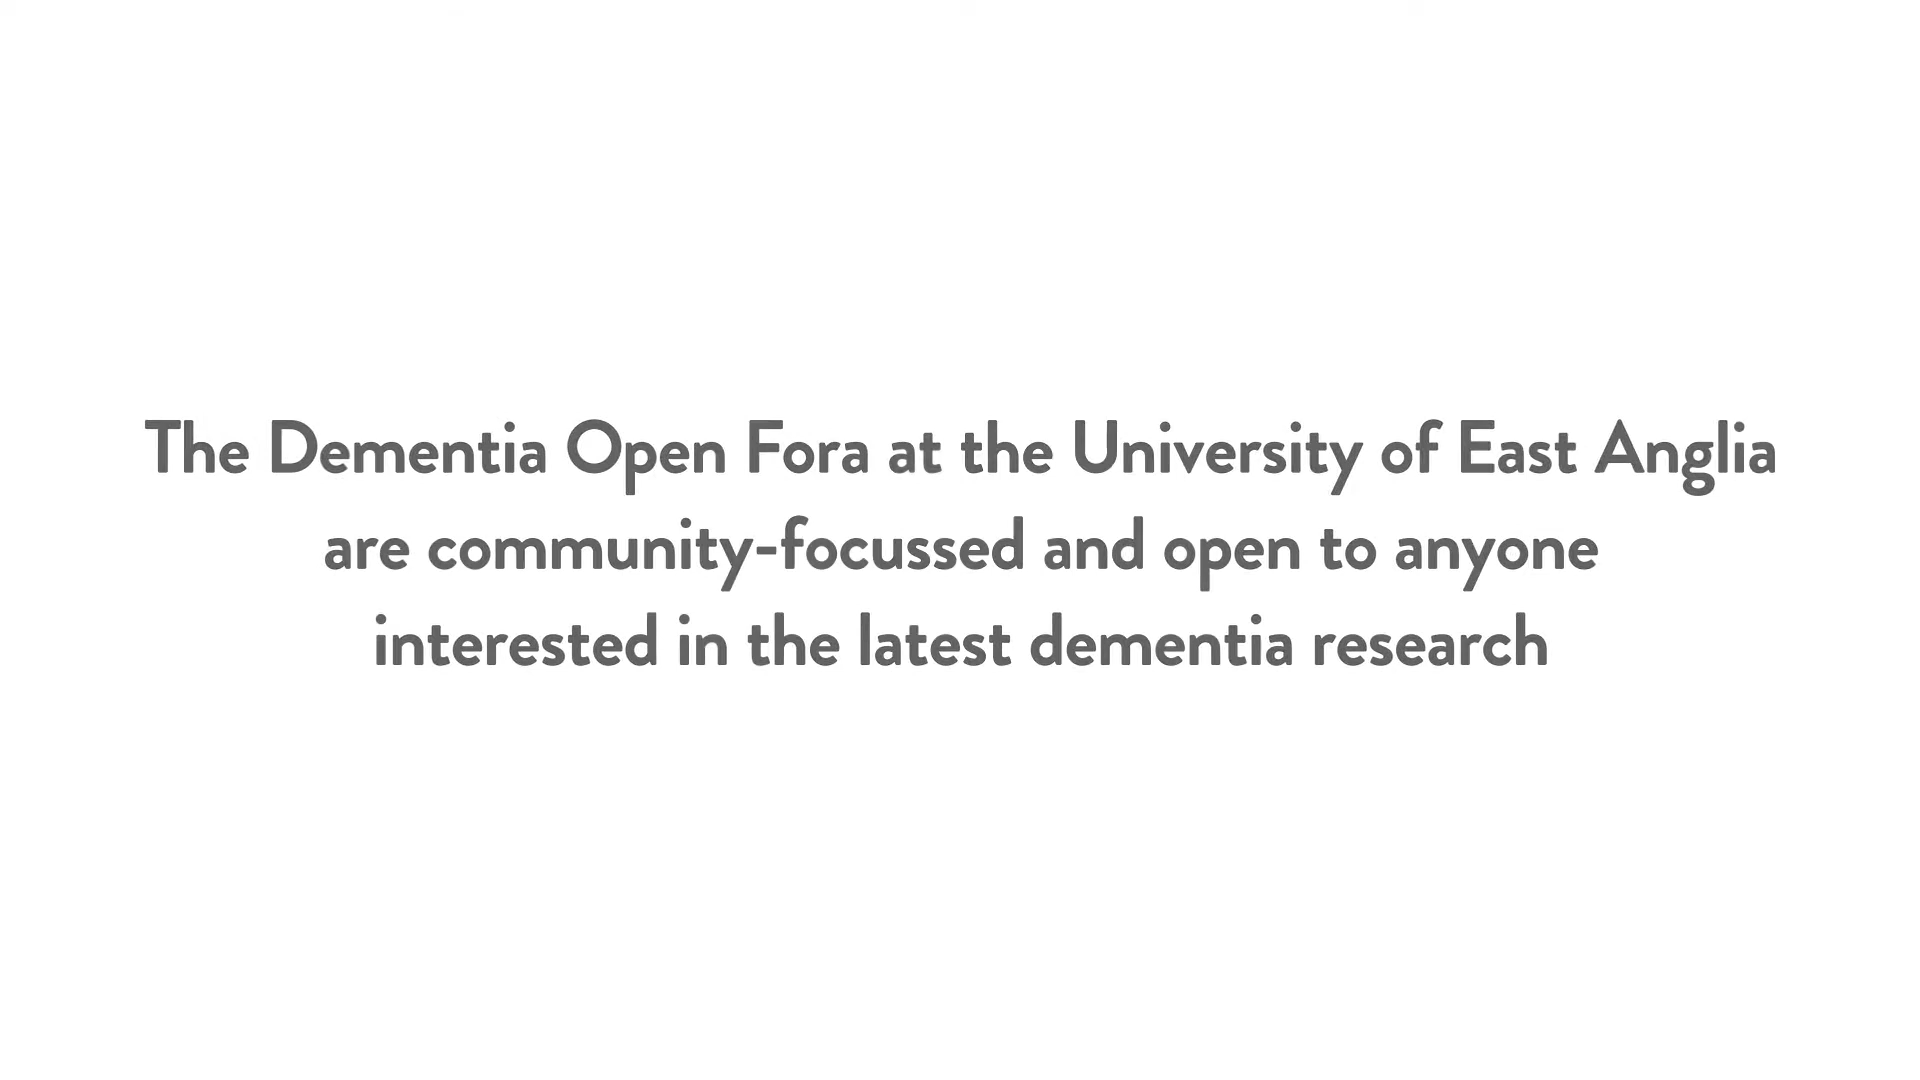 The Dementia Open Fora at the University of East Anglia
are community-focussed and open to anyone
interested in the latest dementia research